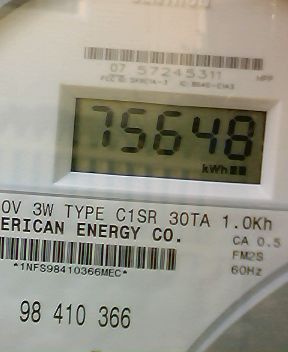 07 57245311
75648
kWh
0V 3W TYPE C1SR 30TA 1.0Kh
ERICAN ENERGY CO.
CA 0.5
*1NFS98410366MEC*
FM2S
60Hz
98 410 366